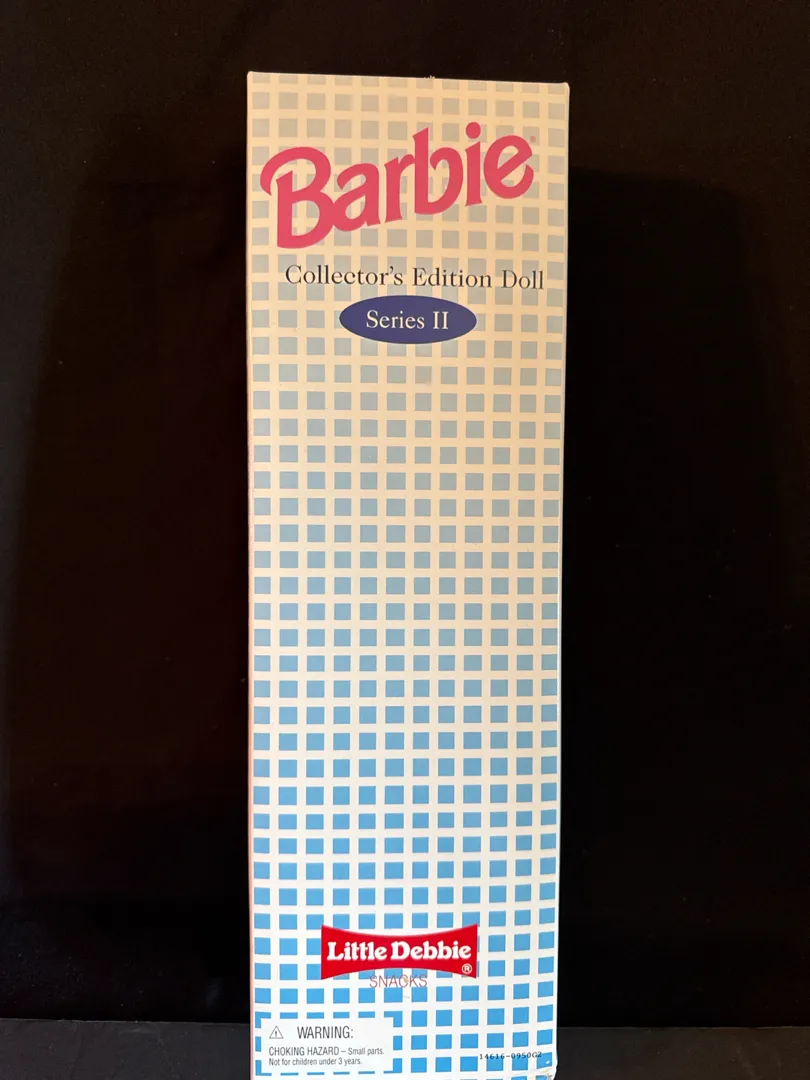 Barbie®
Collector's Edition Doll
Series II
Little Debbie®
SNACKS
⚠ WARNING:
CHOKING HAZARD – Small parts.
Not for children under 3 years.
14616-0950G2